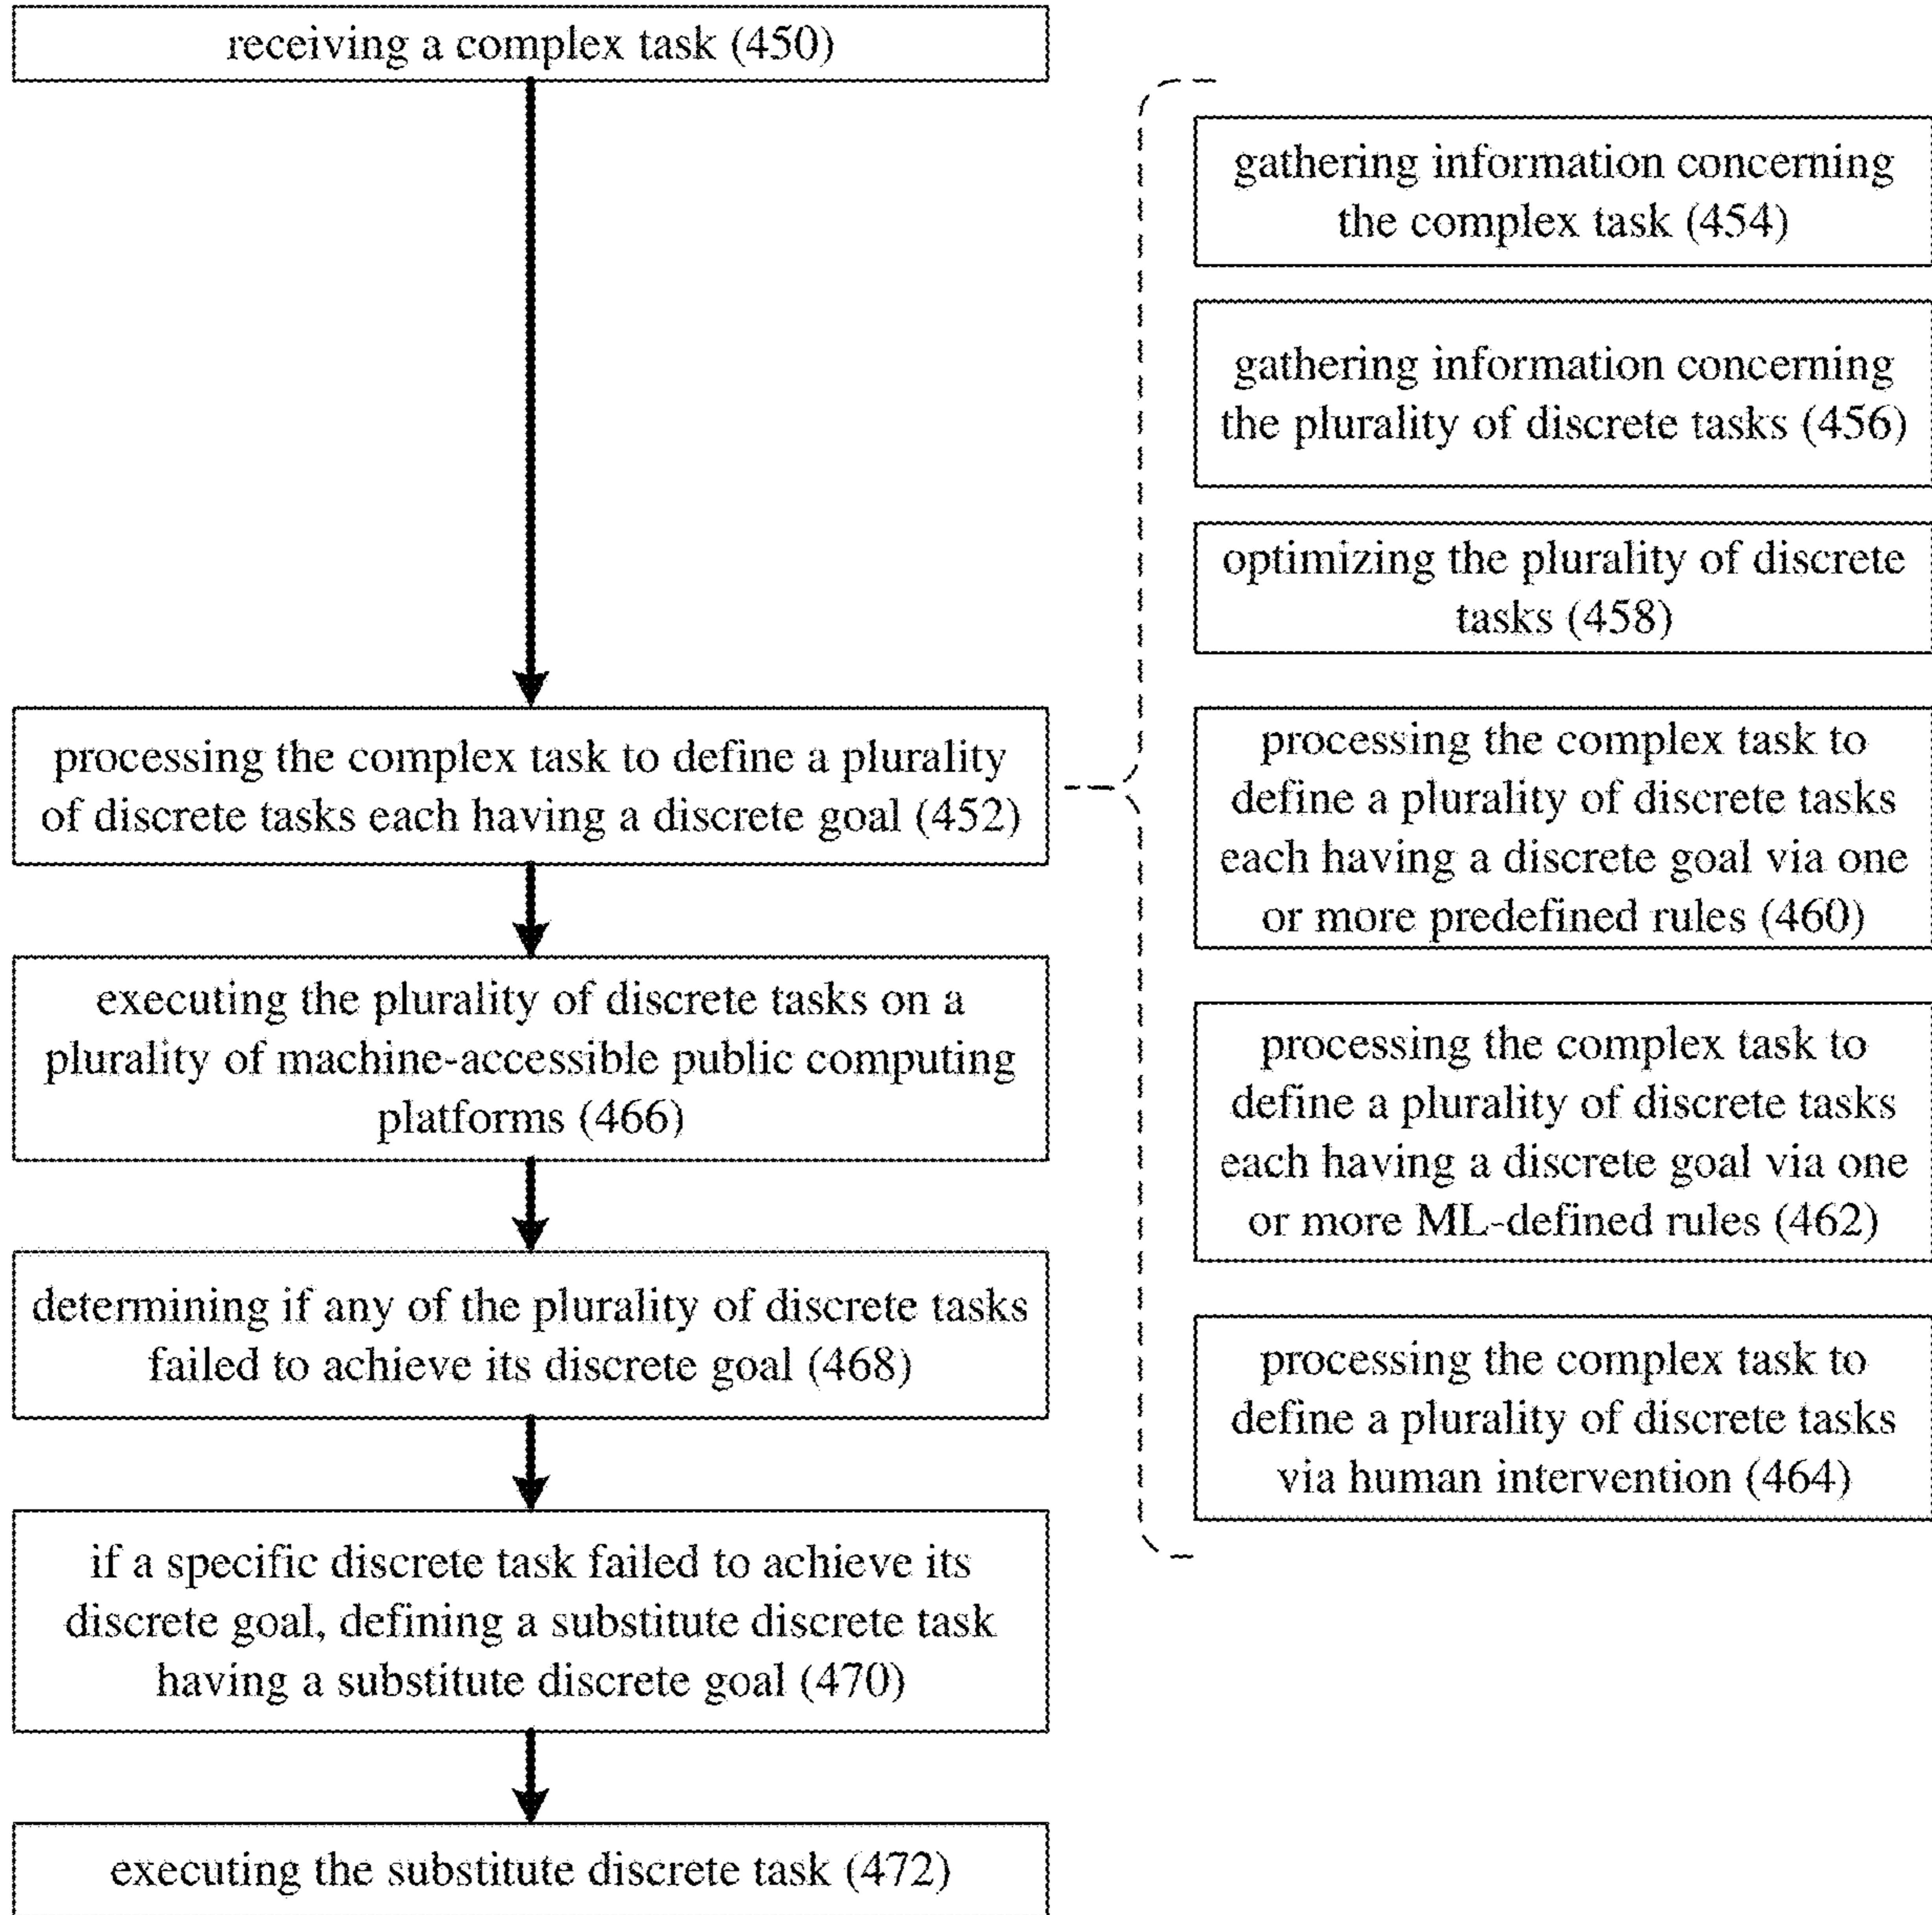 receiving a complex task (450)
processing the complex task to define a plurality
of discrete tasks each having a discrete goal (452)
executing the plurality of discrete tasks on a
plurality of machine-accessible public computing
platforms (466)
determining if any of the plurality of discrete tasks
failed to achieve its discrete goal (468)
if a specific discrete task failed to achieve its
discrete goal, defining a substitute discrete task
having a substitute discrete goal (470)
executing the substitute discrete task (472)
gathering information concerning
the complex task (454)
gathering information concerning
the plurality of discrete tasks (456)
optimizing the plurality of discrete
tasks (458)
processing the complex task to
define a plurality of discrete tasks
each having a discrete goal via one
or more predefined rules (460)
processing the complex task to
define a plurality of discrete tasks
each having a discrete goal via one
or more ML-defined rules (462)
processing the complex task to
define a plurality of discrete tasks
via human intervention (464)